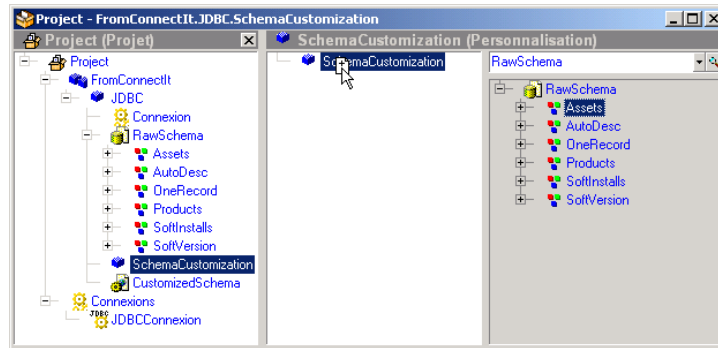 Project - FromConnectIt.JDBC.SchemaCustomization
Project (Projet)
Project
FromConnectIt
JDBC
Connexion
RawSchema
Assets
AutoDesc
OneRecord
Products
SoftInstalls
SoftVersion
SchemaCustomization
CustomizedSchema
Connexions
JDBC
JDBCConnexion
SchemaCustomization (Personnalisation)
SchemaCustomization
RawSchema
RawSchema
Assets
AutoDesc
OneRecord
Products
SoftInstalls
SoftVersion